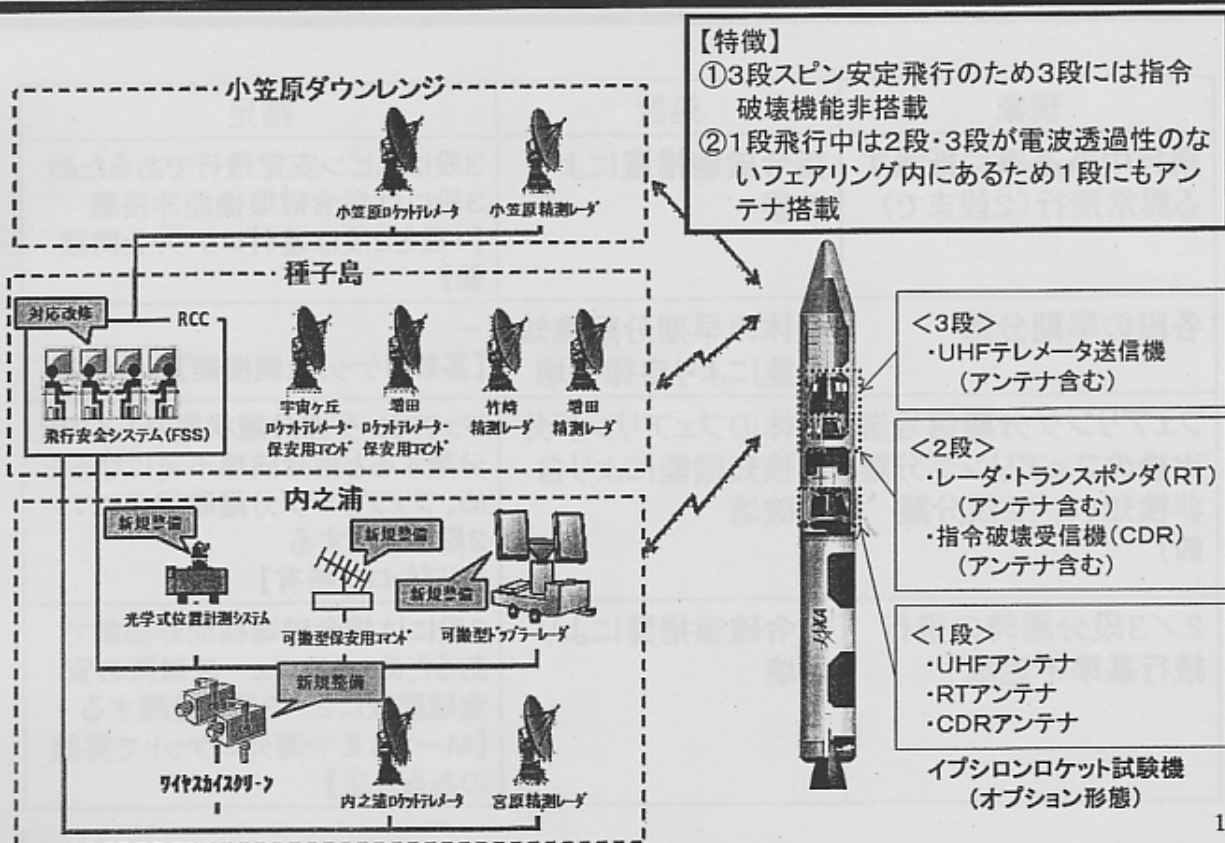 【特徴】
①3段スピン安定飛行のため3段には指令
破壊機能非搭載
②1段飛行中は2段・3段が電波透過性のな
いフェアリング内にあるため1段にもアン
テナ搭載
小笠原ダウンレンジ
小笠原ロケットテレメータ
小笠原精測レーダ
種子島
対応改修
RCC
飛行安全システム(FSS)
宇宙ヶ丘
ロケットテレメータ・
保安用コマンド
増田
ロケットテレメータ・
保安用コマンド
竹崎
精測レーダ
増田
精測レーダ
内之浦
新規整備
光学式位置計測システム
新規整備
可搬型保安用コマンド
新規整備
可搬型ドップラーレーダ
新規整備
ワイヤスカイスクリーン
内之浦ロケットテレメータ
宮原精測レーダ
<3段>
・UHFテレメータ送信機
(アンテナ含む)
<2段>
・レーダ・トランスポンダ(RT)
(アンテナ含む)
・指令破壊受信機(CDR)
(アンテナ含む)
<1段>
・UHFアンテナ
・RTアンテナ
・CDRアンテナ
JAXA
イプシロンロケット試験機
(オプション形態)
1